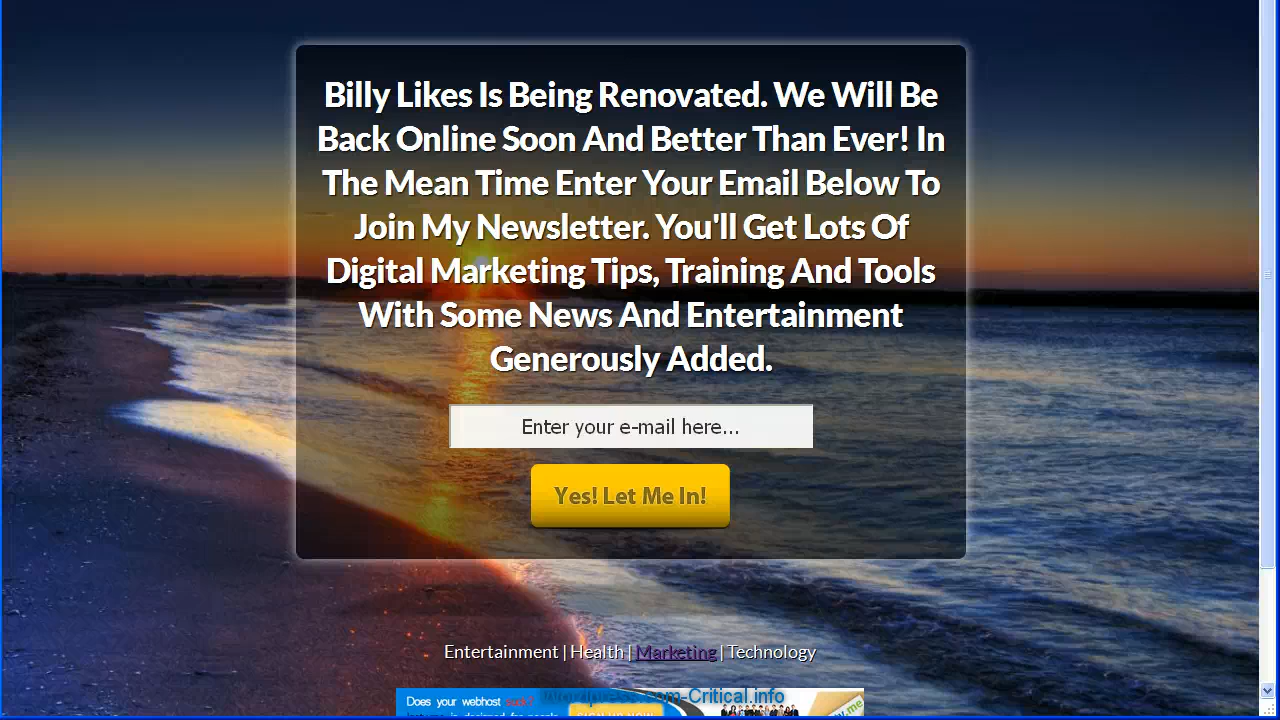 Billy Likes Is Being Renovated. We Will Be
Back Online Soon And Better Than Ever! In
The Mean Time Enter Your Email Below To
Join My Newsletter. You'll Get Lots Of
Digital Marketing Tips, Training And Tools
With Some News And Entertainment
Generously Added.
Enter your e-mail here...
Yes! Let Me In!
Entertainment | Health | Marketing | Technology
Does your webhost suck?
-Critical.info